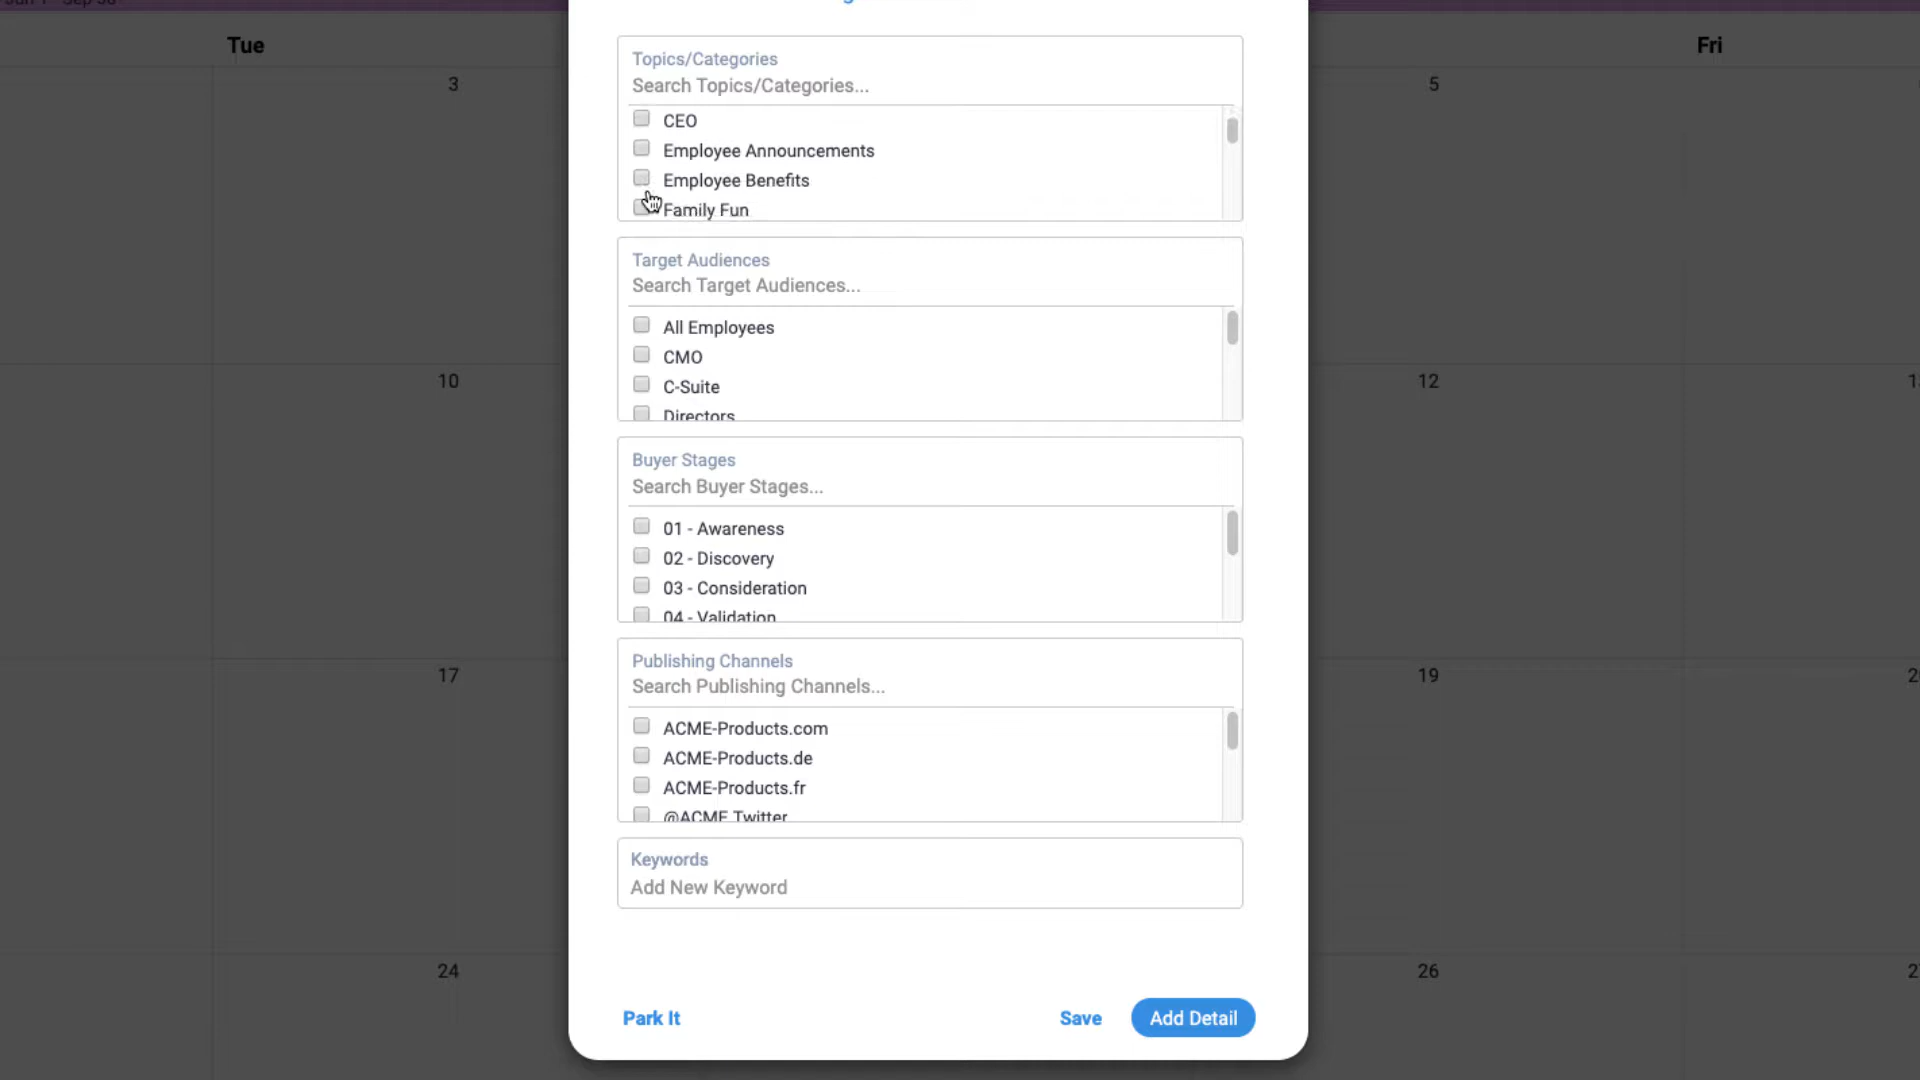 Tue
Fri
3
5
10
12
17
19
24
26
Topics/Categories
Search Topics/Categories...
CEO
Employee Announcements
Employee Benefits
Family Fun
Target Audiences
Search Target Audiences...
All Employees
CMO
C-Suite
Directors
Buyer Stages
Search Buyer Stages...
01 - Awareness
02 - Discovery
03 - Consideration
04 - Validation
Publishing Channels
Search Publishing Channels...
ACME-Products.com
ACME-Products.de
ACME-Products.fr
@ACME Twitter
Keywords
Add New Keyword
Park It
Save
Add Detail